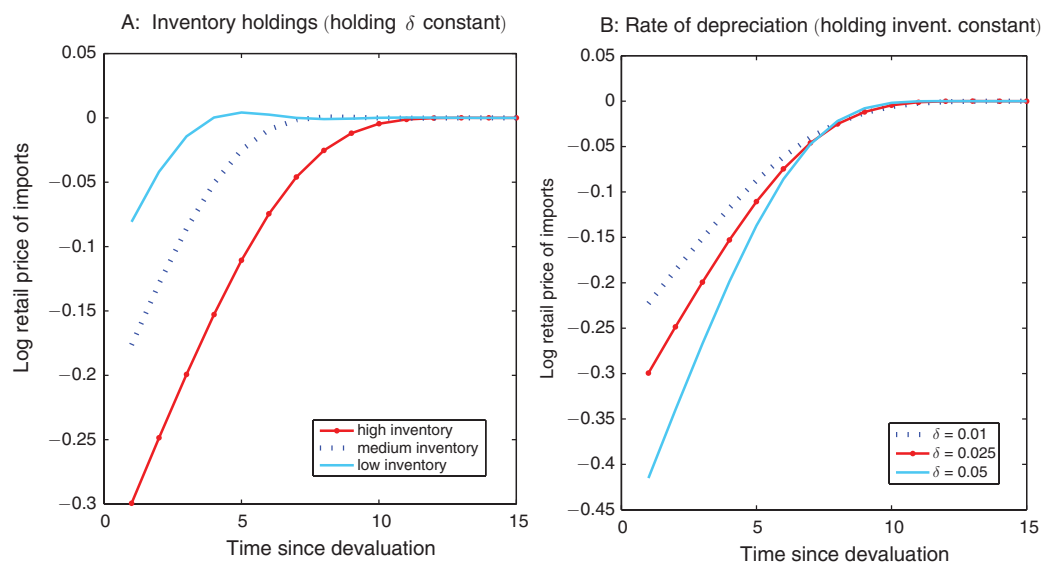 A: Inventory holdings (holding δ constant)
0.05
0
−0.05
−0.1
−0.15
−0.2
−0.25
−0.3
Log retail price of imports
high inventory
medium inventory
low inventory
0 5 10 15
Time since devaluation
B: Rate of depreciation (holding invent. constant)
0.05
0
−0.05
−0.1
−0.15
−0.2
−0.25
−0.3
−0.35
−0.4
−0.45
Log retail price of imports
δ = 0.01
δ = 0.025
δ = 0.05
0 5 10 15
Time since devaluation